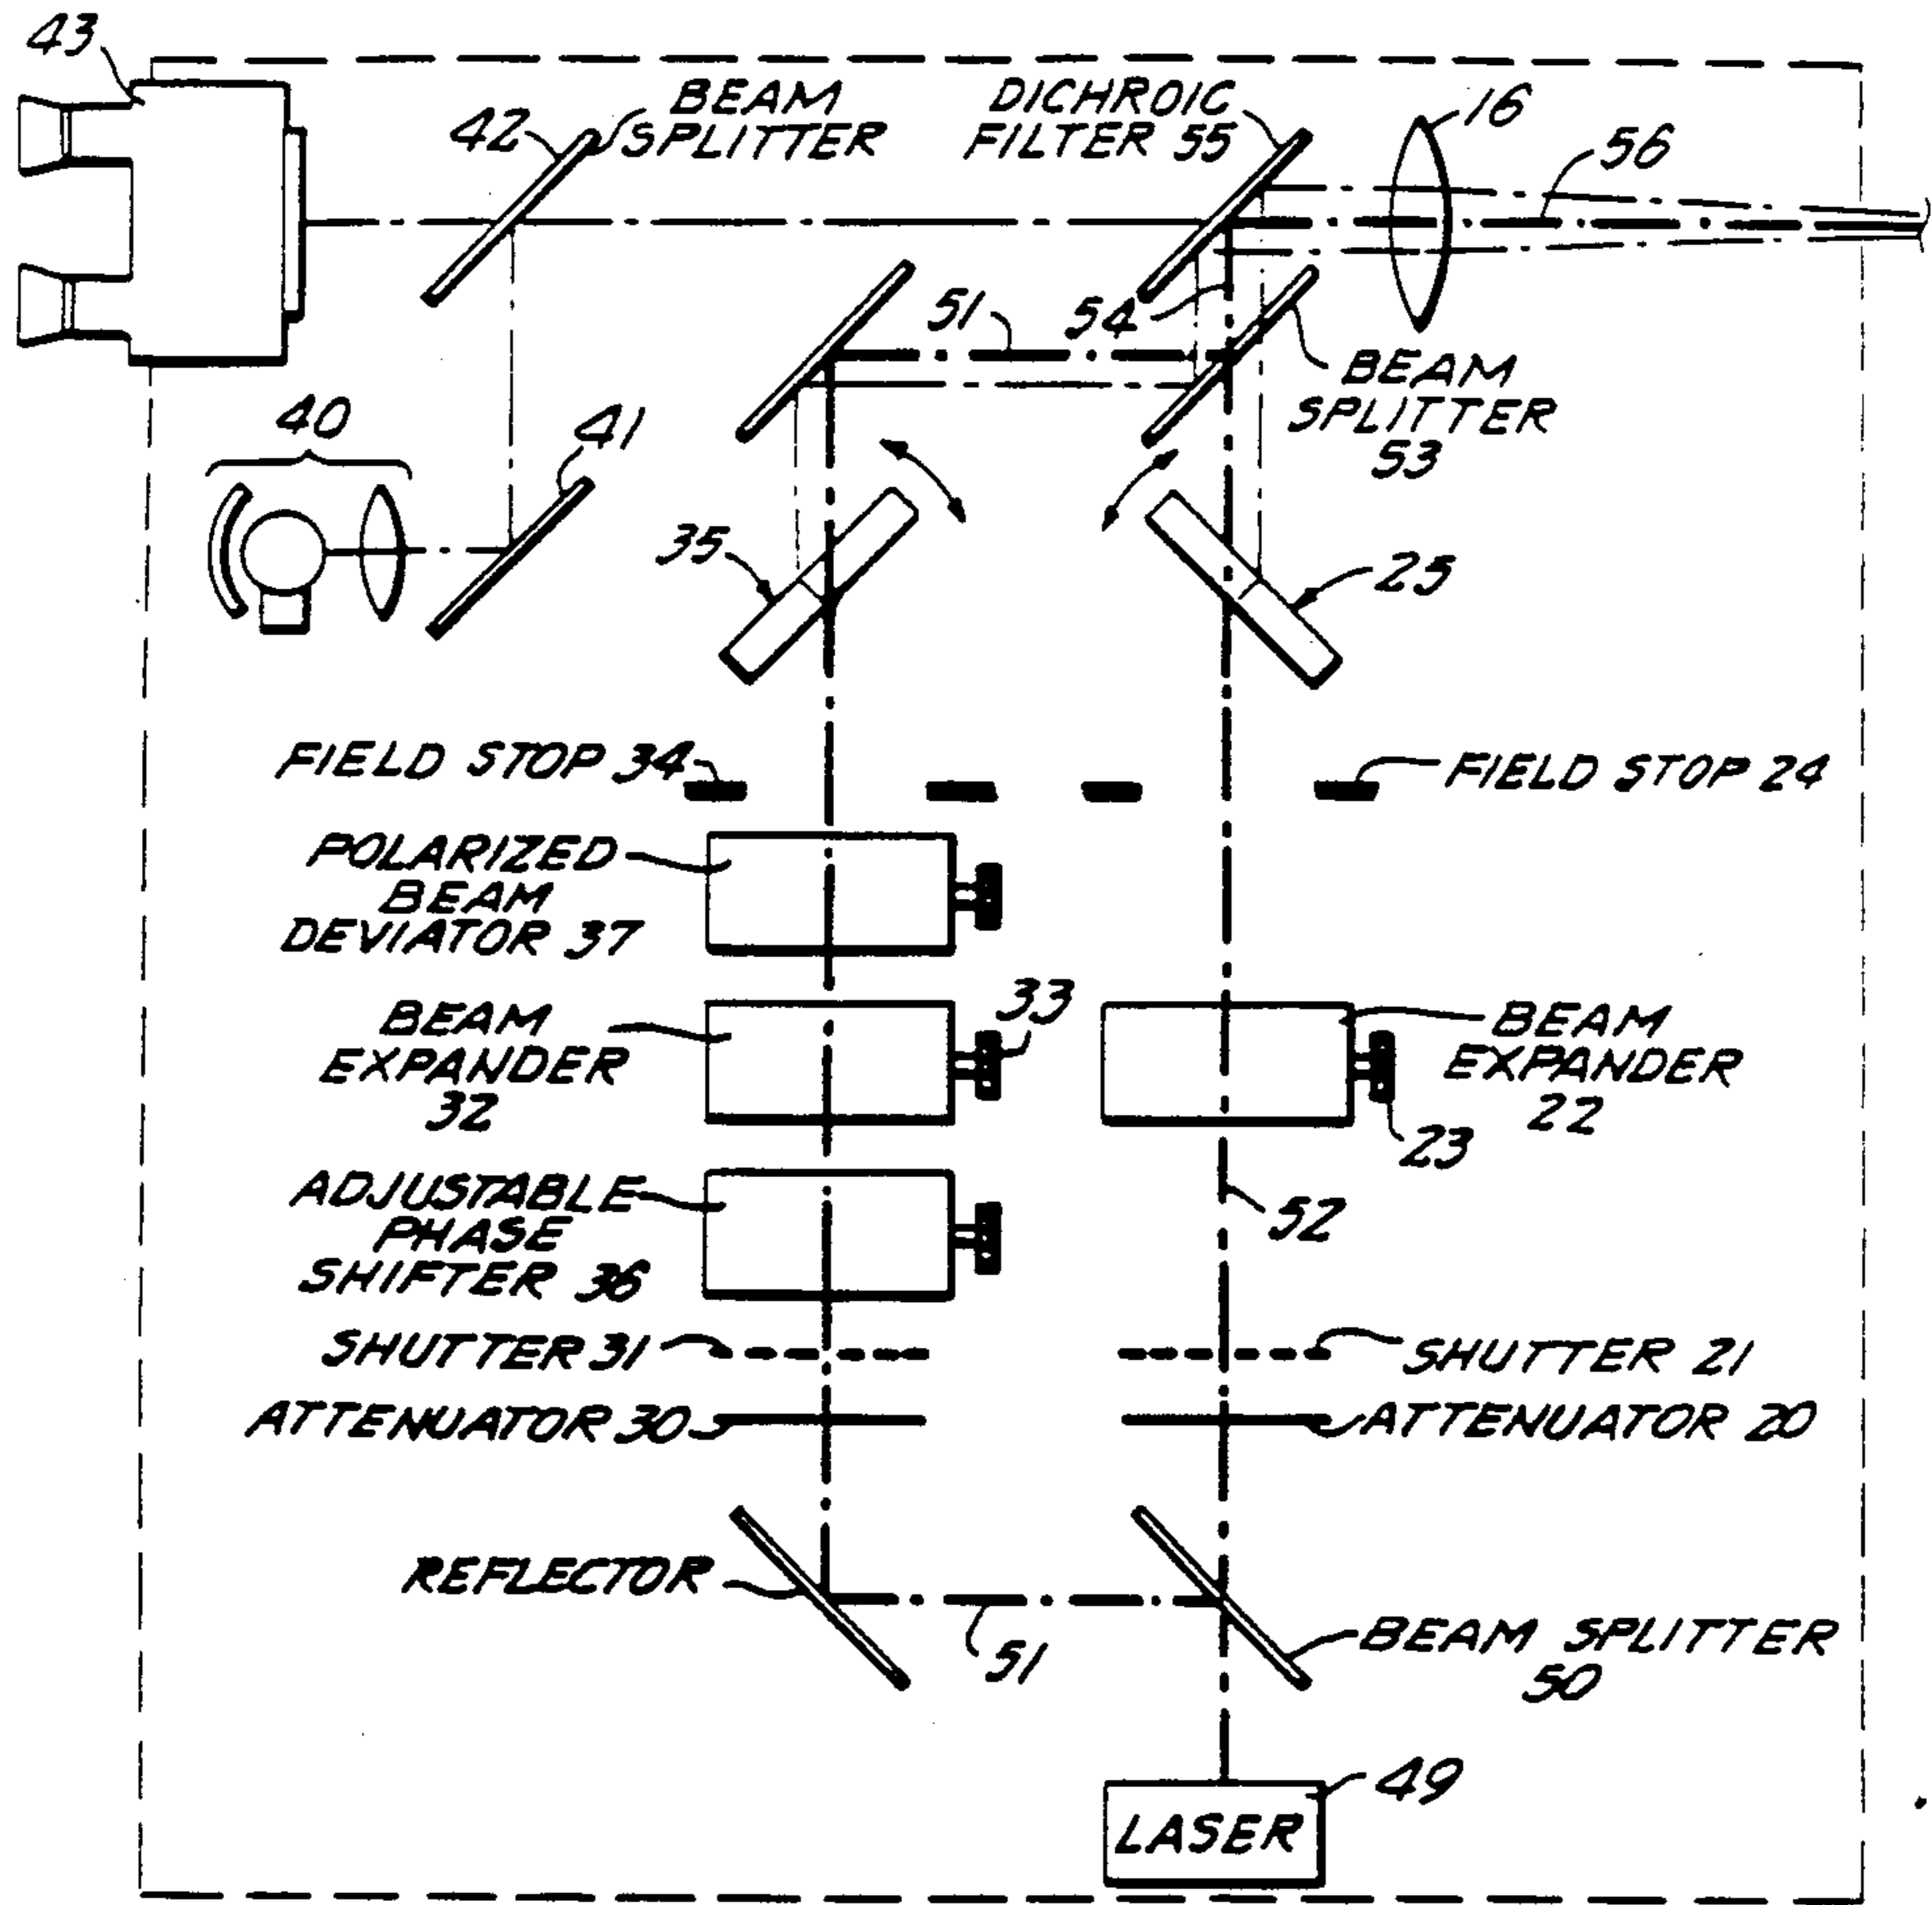 43
42
BEAM
SPLITTER
DICHROIC
FILTER 55
16
56
51
54
BEAM
SPLITTER
53
40
41
35
25
FIELD STOP 34
FIELD STOP 24
POLARIZED
BEAM
DEVIATOR 37
BEAM
EXPANDER
32
33
BEAM
EXPANDER
22
23
ADJUSTABLE
PHASE
SHIFTER 36
52
SHUTTER 31
SHUTTER 21
ATTENUATOR 30
ATTENUATOR 20
REFLECTOR
51
BEAM SPLITTER
50
49
LASER